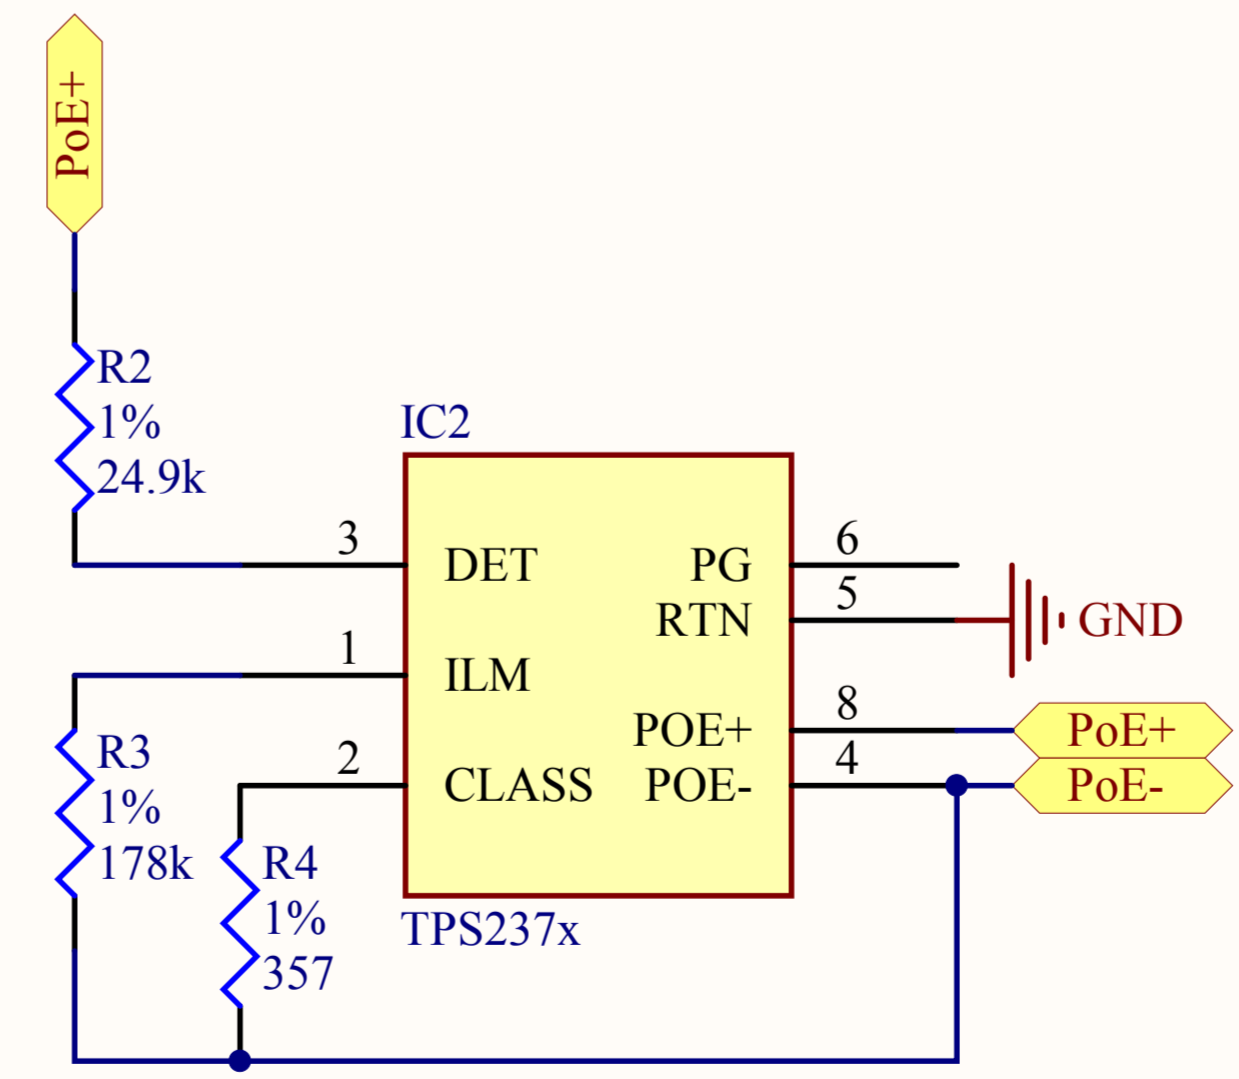 PoE+
R2
1%
24.9k
IC2
3
DET
PG
6
RTN
5
GND
1
ILM
POE+
8
PoE+
2
CLASS
POE-
4
PoE-
R3
1%
178k
R4
1%
357
TPS237x